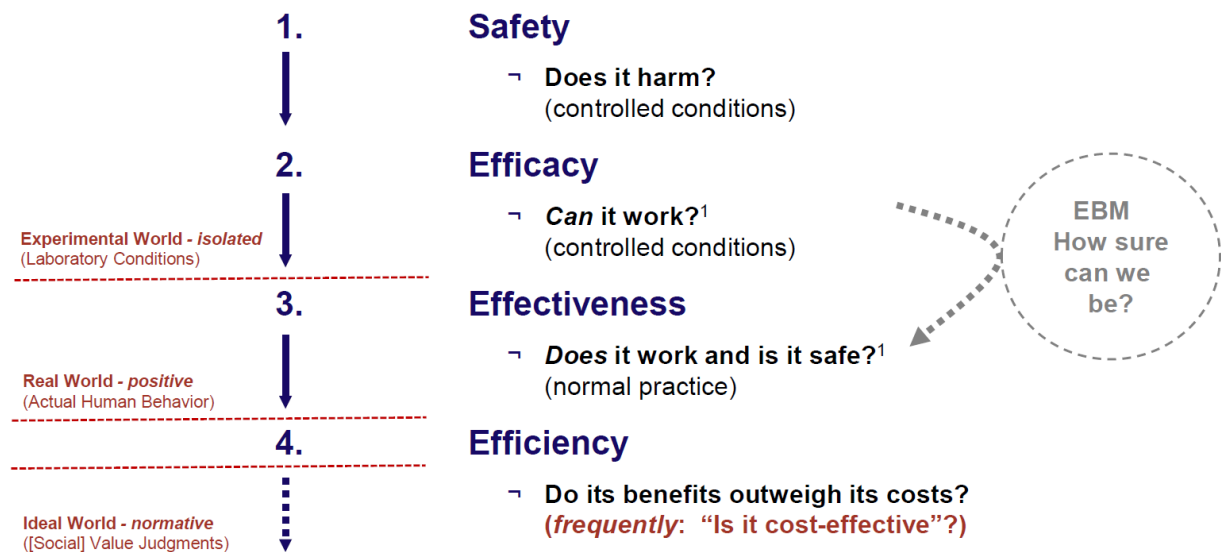 1.
Safety
¬ Does it harm?
(controlled conditions)
2.
Efficacy
¬ Can it work?¹
(controlled conditions)
Experimental World - isolated
(Laboratory Conditions)
EBM
How sure
can we
be?
3.
Effectiveness
¬ Does it work and is it safe?¹
(normal practice)
Real World - positive
(Actual Human Behavior)
4.
Efficiency
¬ Do its benefits outweigh its costs?
(frequently: “Is it cost-effective”?)
Ideal World - normative
([Social] Value Judgments)